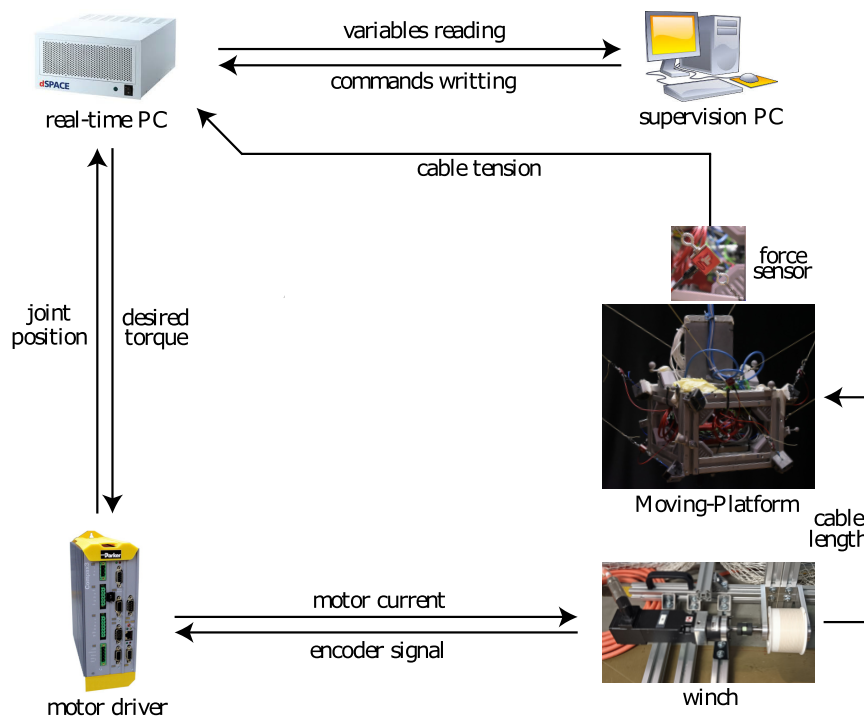 variables reading
commands writting
dSPACE
real-time PC
supervision PC
cable tension
force
sensor
joint
position
desired
torque
Moving-Platform
cable
length
Parker
motor current
encoder signal
motor driver
winch